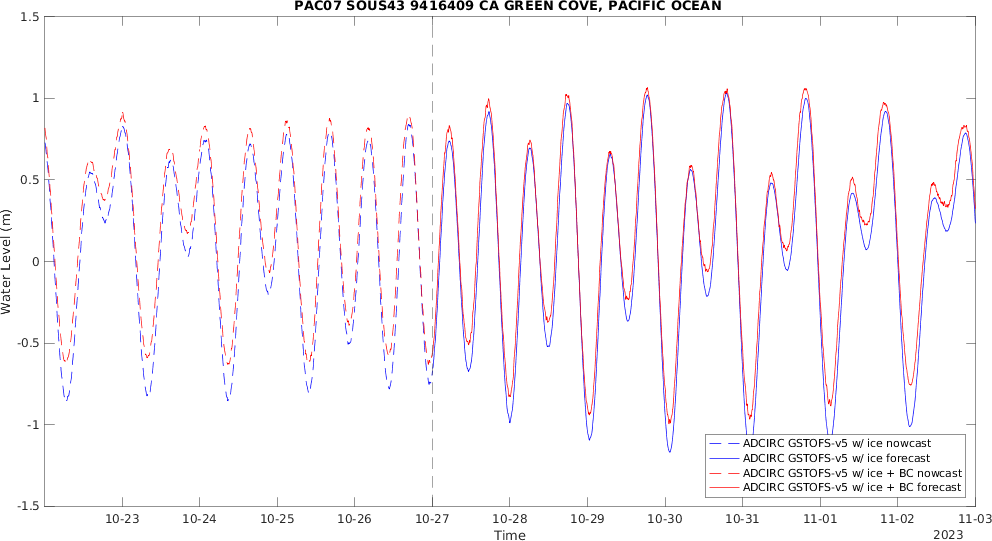 PAC07 SOUS43 9416409 CA GREEN COVE, PACIFIC OCEAN
Water Level (m)
1.5
1
0.5
0
-0.5
-1
-1.5
ADCIRC GSTOFS-v5 w/ ice nowcast
ADCIRC GSTOFS-v5 w/ ice forecast
ADCIRC GSTOFS-v5 w/ ice + BC nowcast
ADCIRC GSTOFS-v5 w/ ice + BC forecast
10-23 10-24 10-25 10-26 10-27 10-28 10-29 10-30 10-31 11-01 11-02 11-03
Time
2023